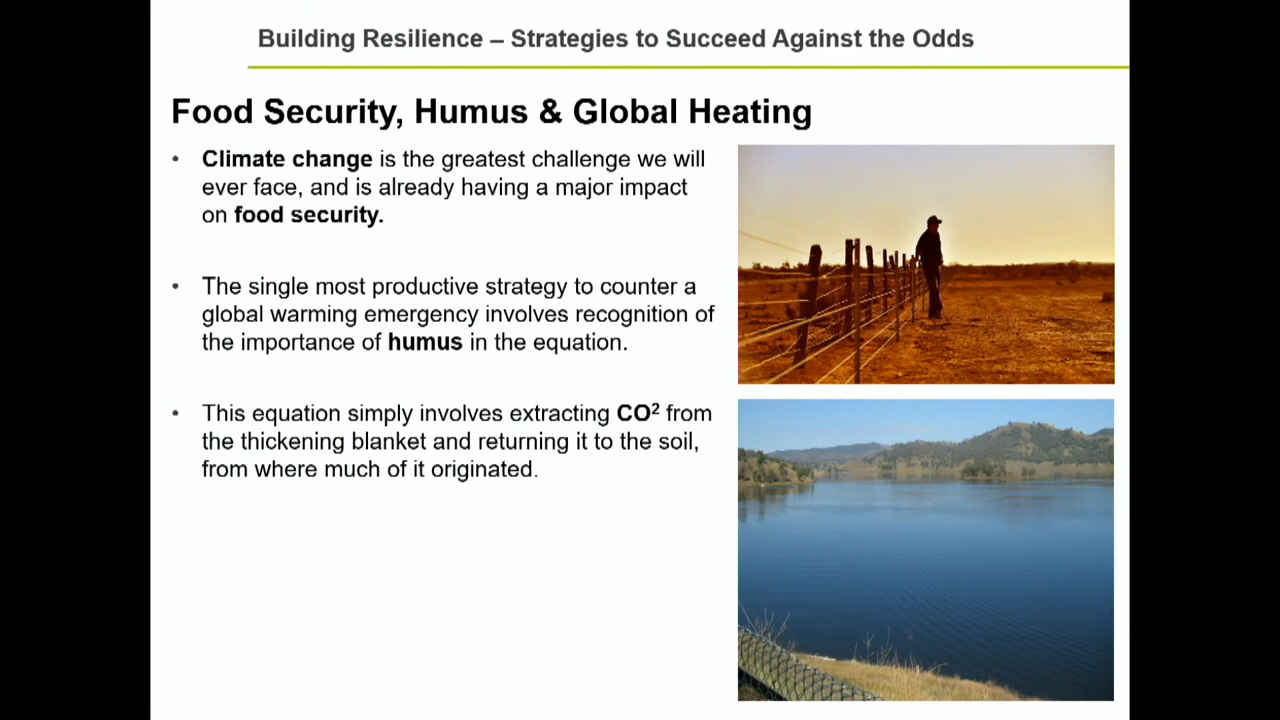 Building Resilience – Strategies to Succeed Against the Odds
Food Security, Humus & Global Heating
• Climate change is the greatest challenge we will
ever face, and is already having a major impact
on food security.
• The single most productive strategy to counter a
global warming emergency involves recognition of
the importance of humus in the equation.
• This equation simply involves extracting CO² from
the thickening blanket and returning it to the soil,
from where much of it originated.